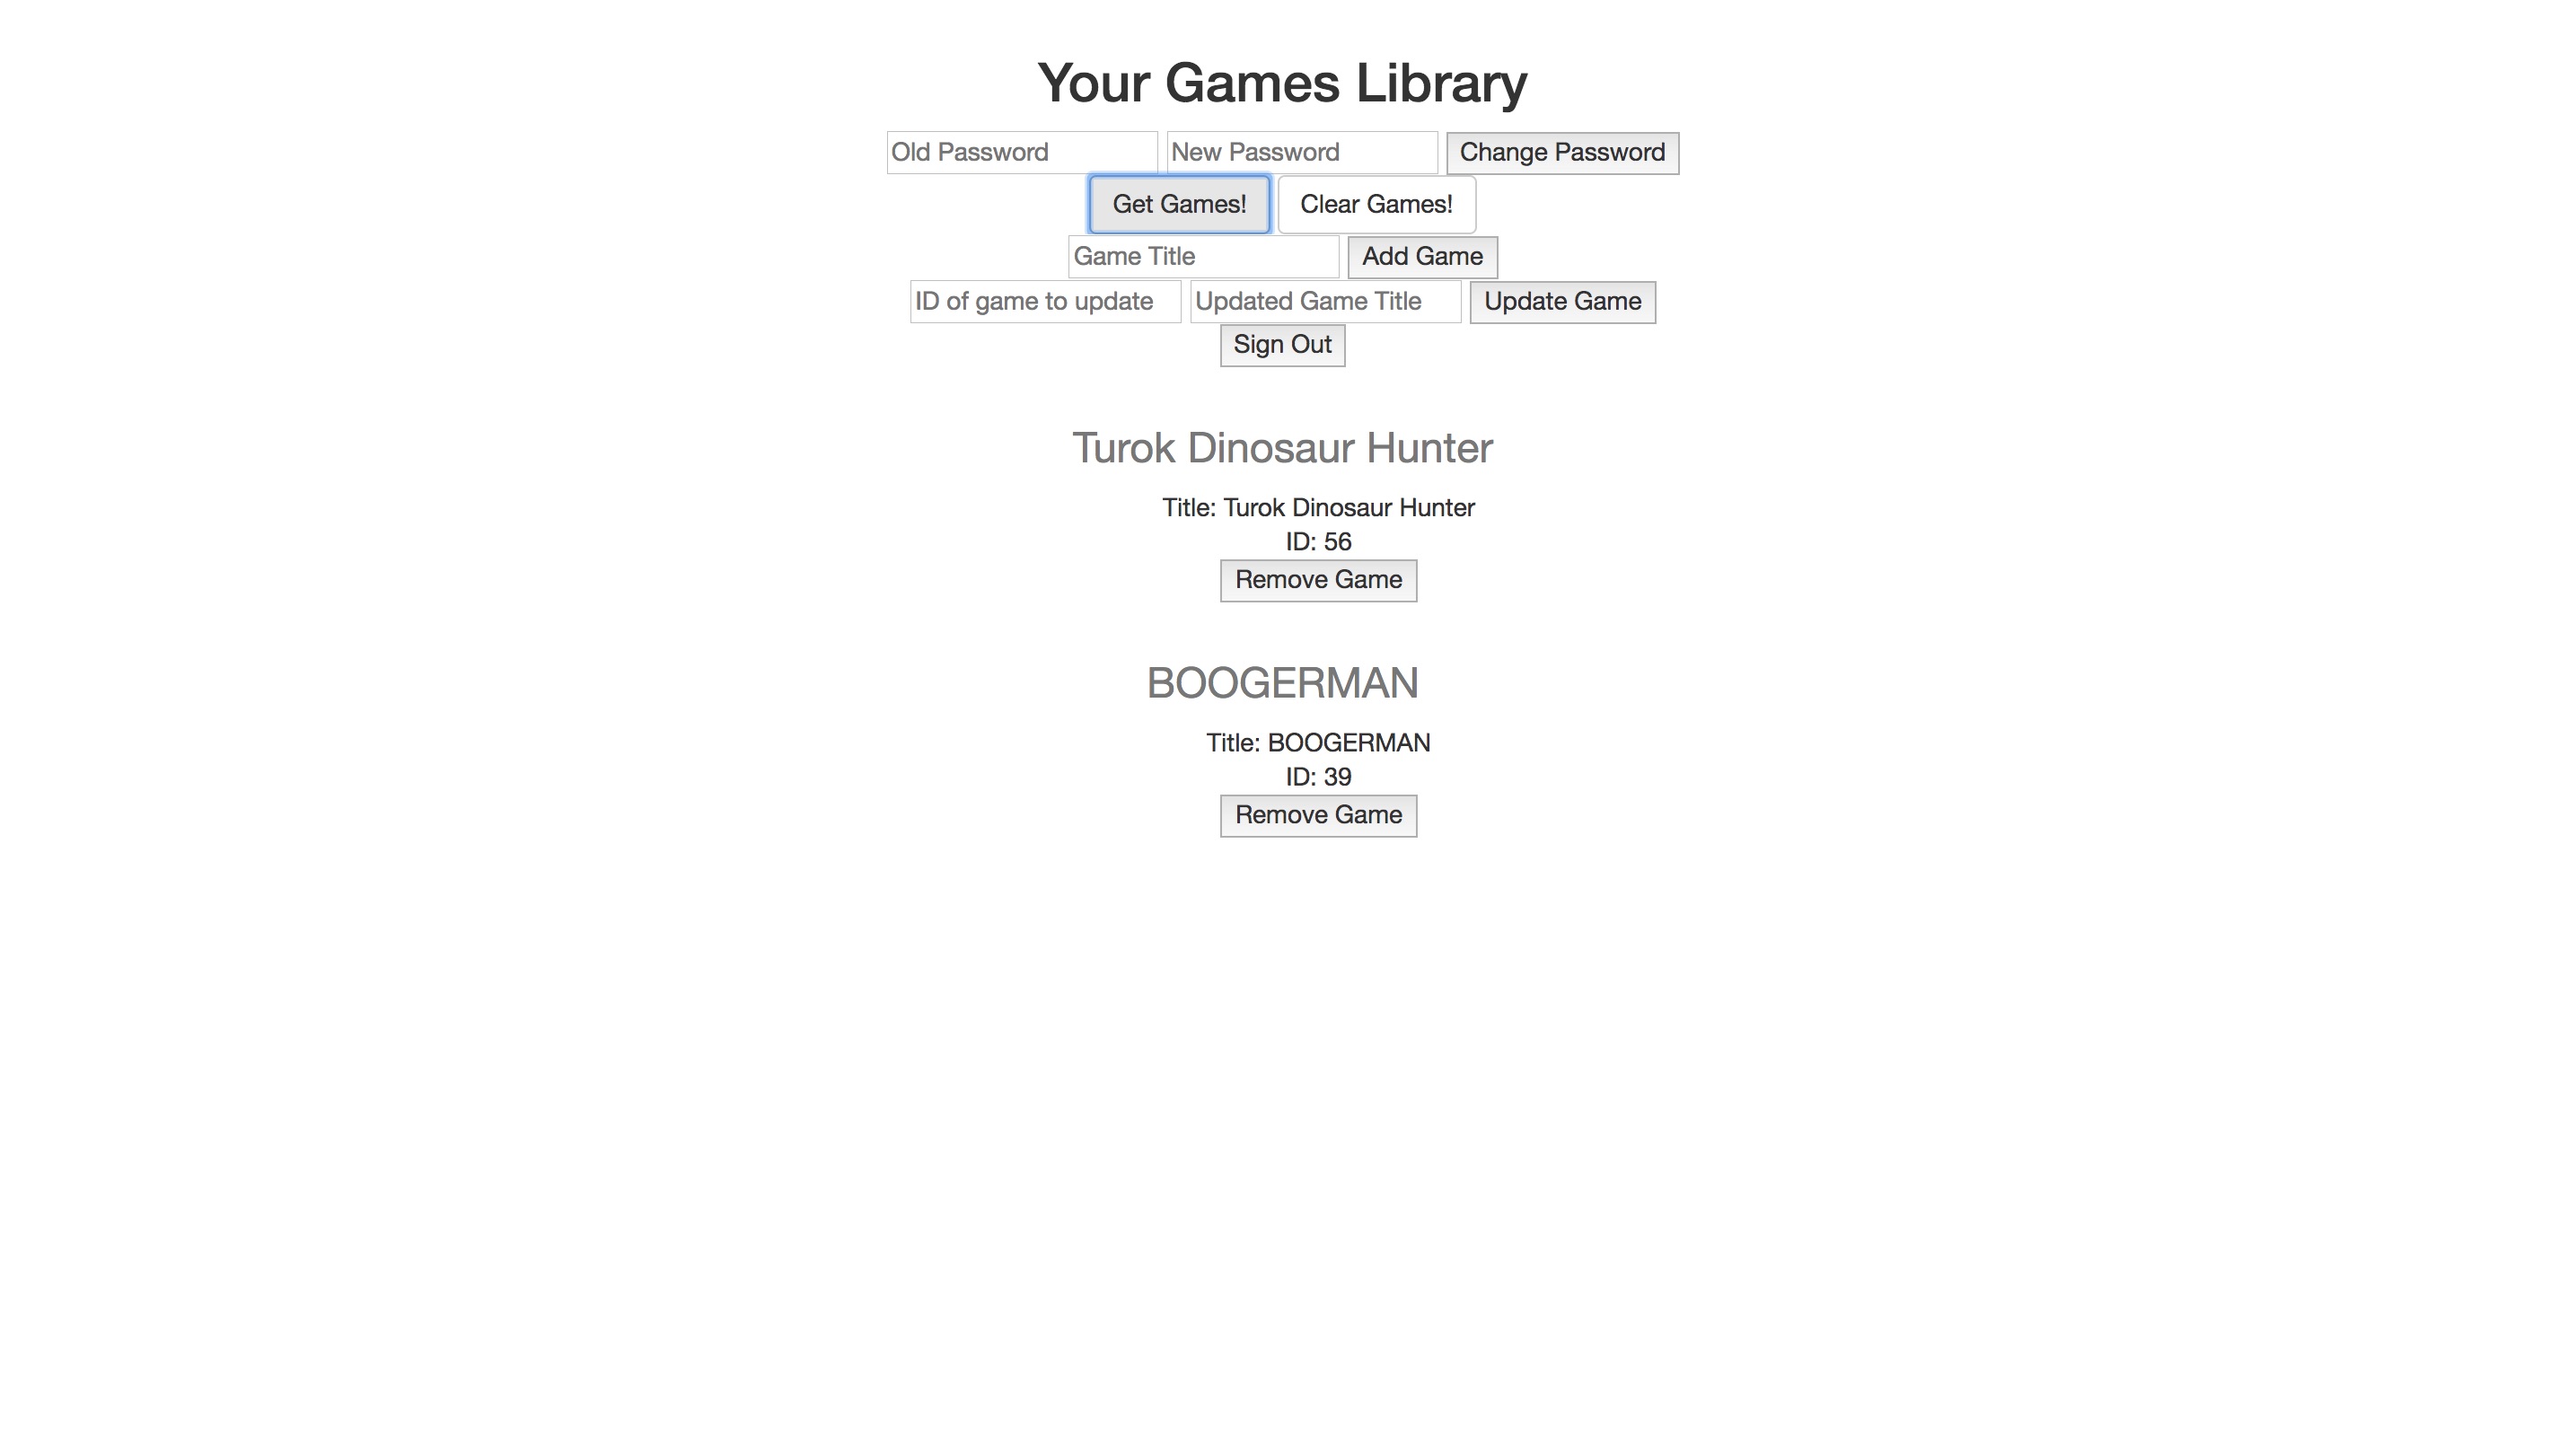 Your Games Library
Old Password New Password Change Password
Get Games! Clear Games!
Game Title Add Game
ID of game to update Updated Game Title Update Game
Sign Out
Turok Dinosaur Hunter
Title: Turok Dinosaur Hunter
ID: 56
Remove Game
BOOGERMAN
Title: BOOGERMAN
ID: 39
Remove Game